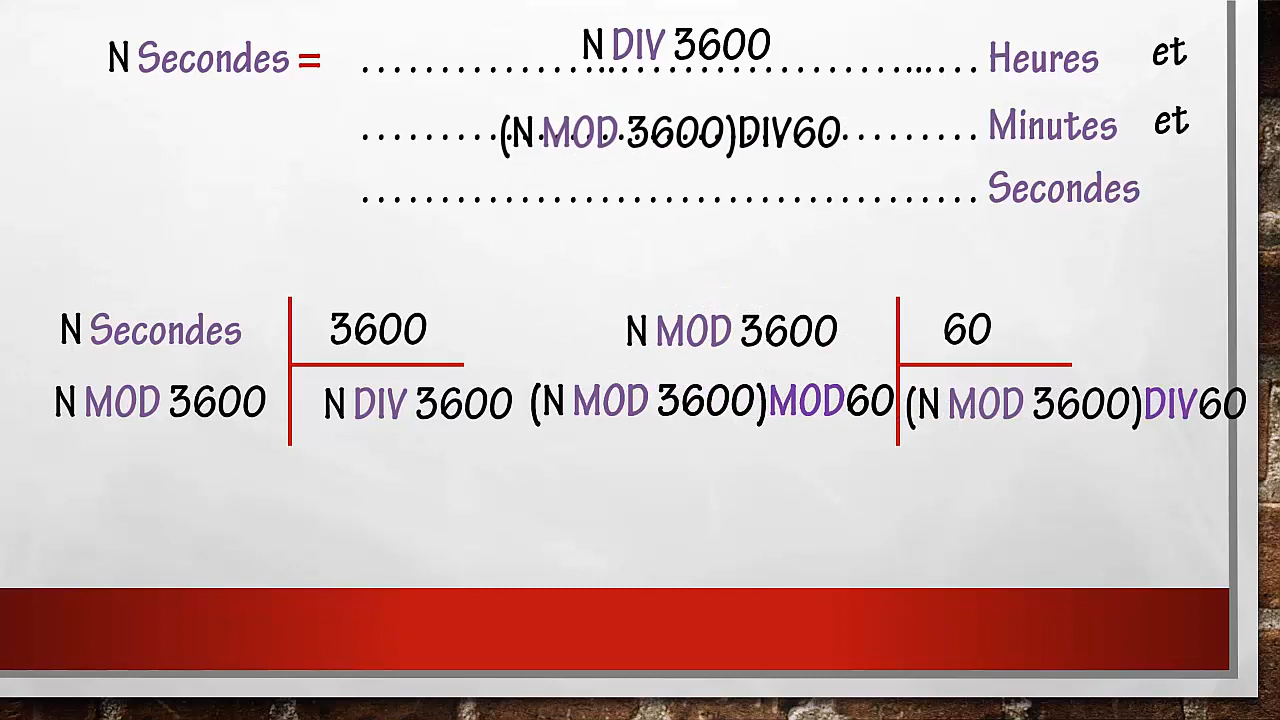 N Secondes = ........N DIV 3600........ Heures et
........(N MOD 3600)DIV60........ Minutes et
........................ Secondes
N Secondes 3600 N MOD 3600 60
N MOD 3600 N DIV 3600 (N MOD 3600)MOD60 (N MOD 3600)DIV60